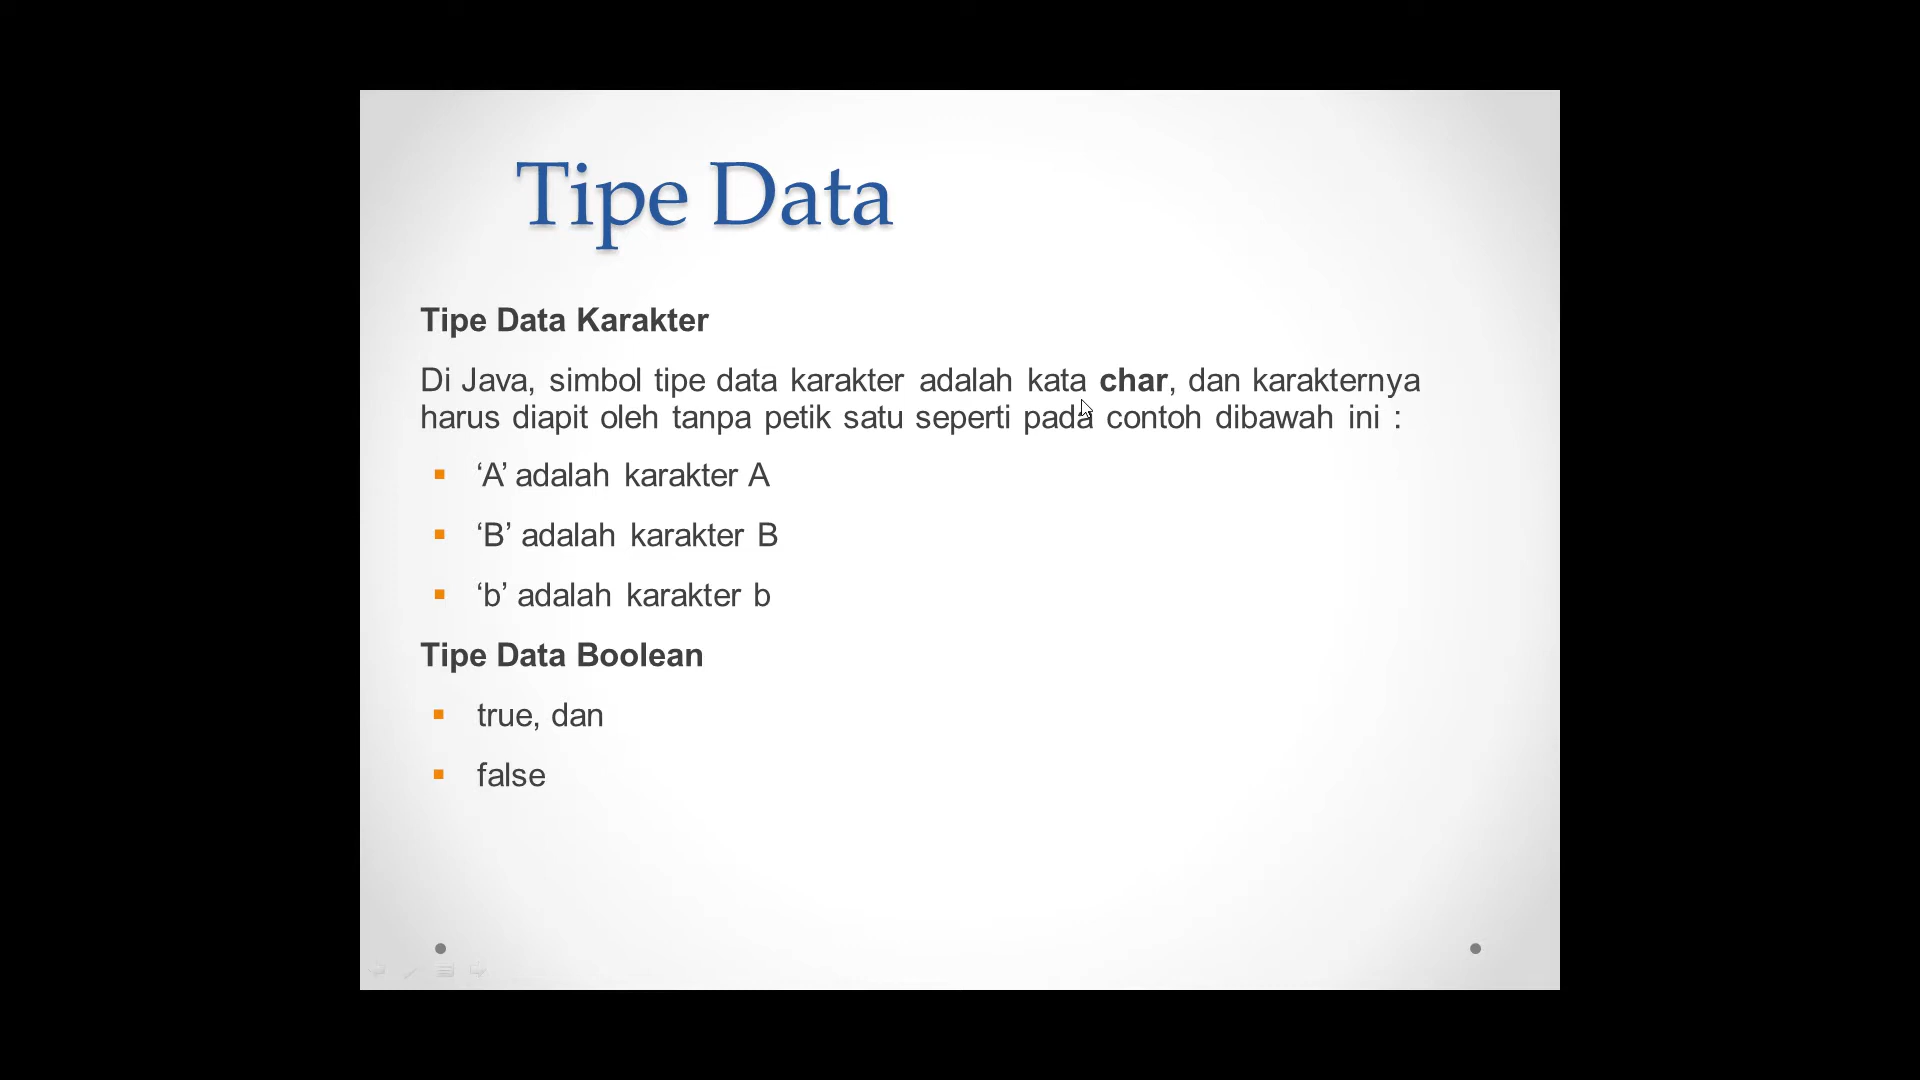 Tipe Data
Tipe Data Karakter
Di Java, simbol tipe data karakter adalah kata char, dan karakternya
harus diapit oleh tanpa petik satu seperti pada contoh dibawah ini :
‘A’ adalah karakter A
‘B’ adalah karakter B
‘b’ adalah karakter b
Tipe Data Boolean
true, dan
false